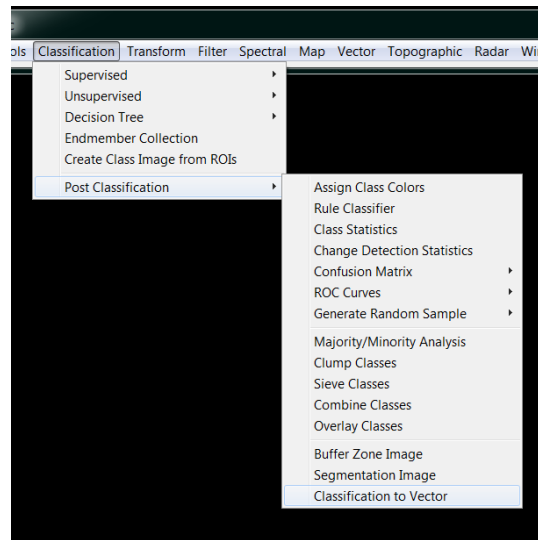 ols Classification Transform Filter Spectral Map Vector Topographic Radar Wi
Supervised
Unsupervised
Decision Tree
Endmember Collection
Create Class Image from ROIs
Post Classification
Assign Class Colors
Rule Classifier
Class Statistics
Change Detection Statistics
Confusion Matrix
ROC Curves
Generate Random Sample
Majority/Minority Analysis
Clump Classes
Sieve Classes
Combine Classes
Overlay Classes
Buffer Zone Image
Segmentation Image
Classification to Vector